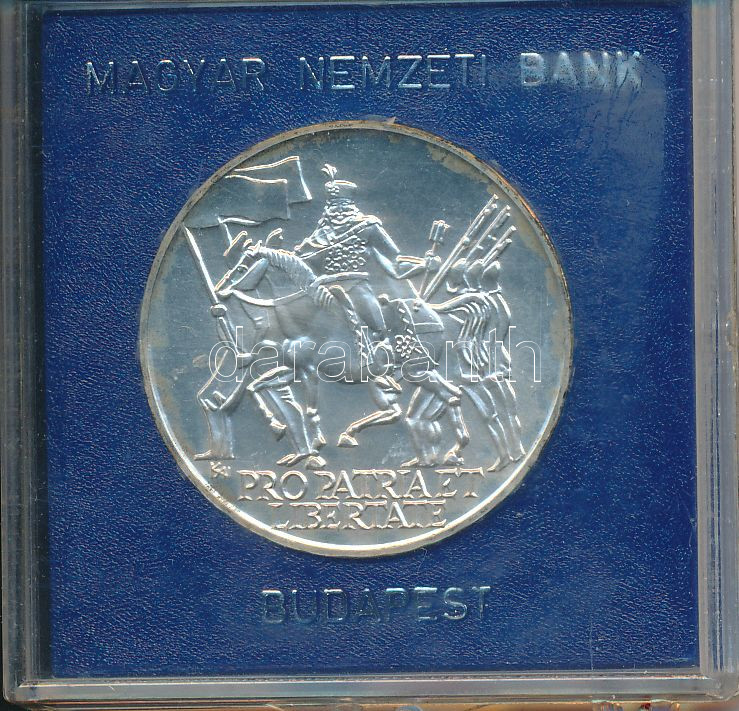 MAGYAR NEMZETI BANK
darabanth
PRO PATRIA ET
LIBERTATE
BUDAPEST